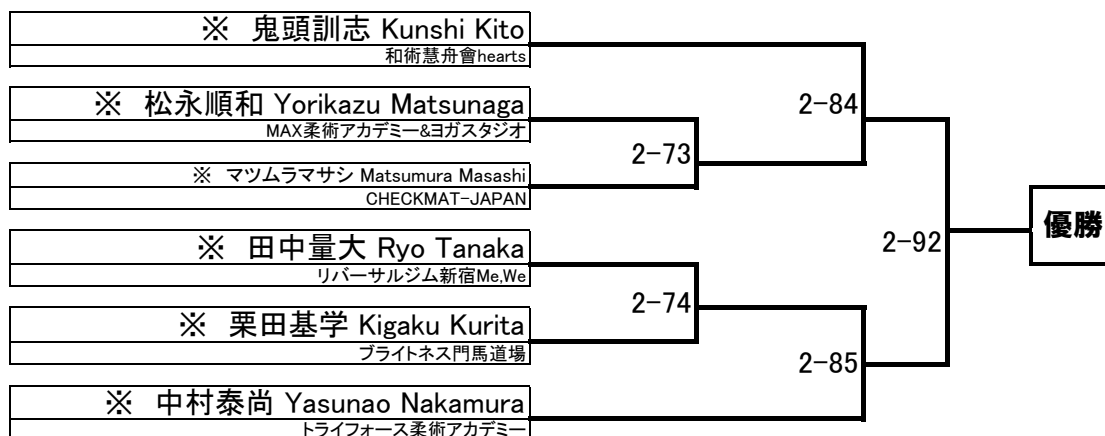 ※ 鬼頭訓志 Kunshi Kito
和術慧舟會hearts
※ 松永順和 Yorikazu Matsunaga
MAX柔術アカデミー&ヨガスタジオ
※ マツムラマサシ Matsumura Masashi
CHECKMAT-JAPAN
※ 田中量大 Ryo Tanaka
リバーサルジム新宿Me,We
※ 栗田基学 Kigaku Kurita
ブライトネス門馬道場
※ 中村泰尚 Yasunao Nakamura
トライフォース柔術アカデミー
2-73
2-74
2-84
2-85
2-92
優勝